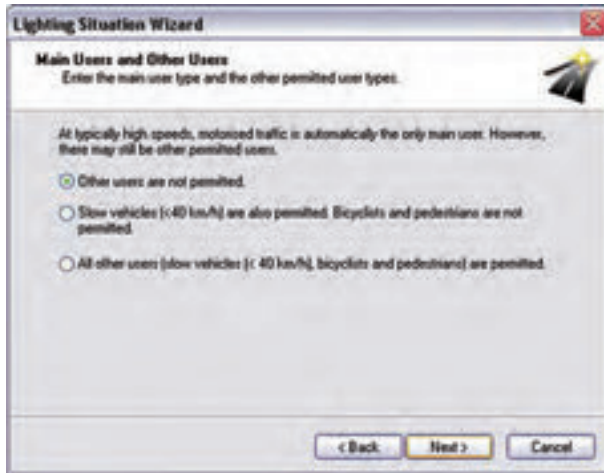 Lighting Situation Wizard
Main Users and Other Users
Enter the main user type and the other permitted user types.
At typically high speeds, motorised traffic is automatically the only main user. However,
there may still be other permitted users.
Other users are not permitted.
Slow vehicles (<40 km/h) are also permitted. Bicyclists and pedestrians are not
permitted.
All other users (slow vehicles (< 40 km/h), bicyclists and pedestrians) are permitted.
< Back
Next >
Cancel